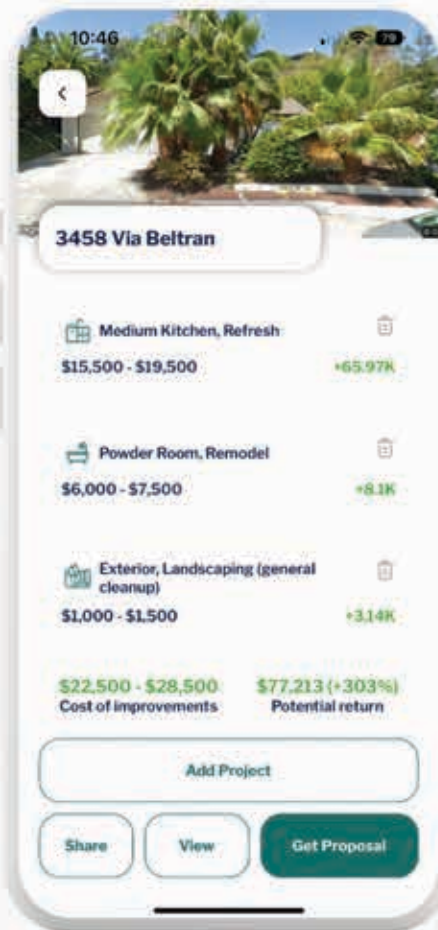 10:46
79
3458 Via Beltran
Medium Kitchen, Refresh
$15,500 - $19,500
+65.97K
Powder Room, Remodel
$6,000 - $7,500
+8.1K
Exterior, Landscaping (general
cleanup)
$1,000 - $1,500
+3.14K
$22,500 - $28,500
$77,213 (+303%)
Cost of improvements
Potential return
Add Project
Share
View
Get Proposal